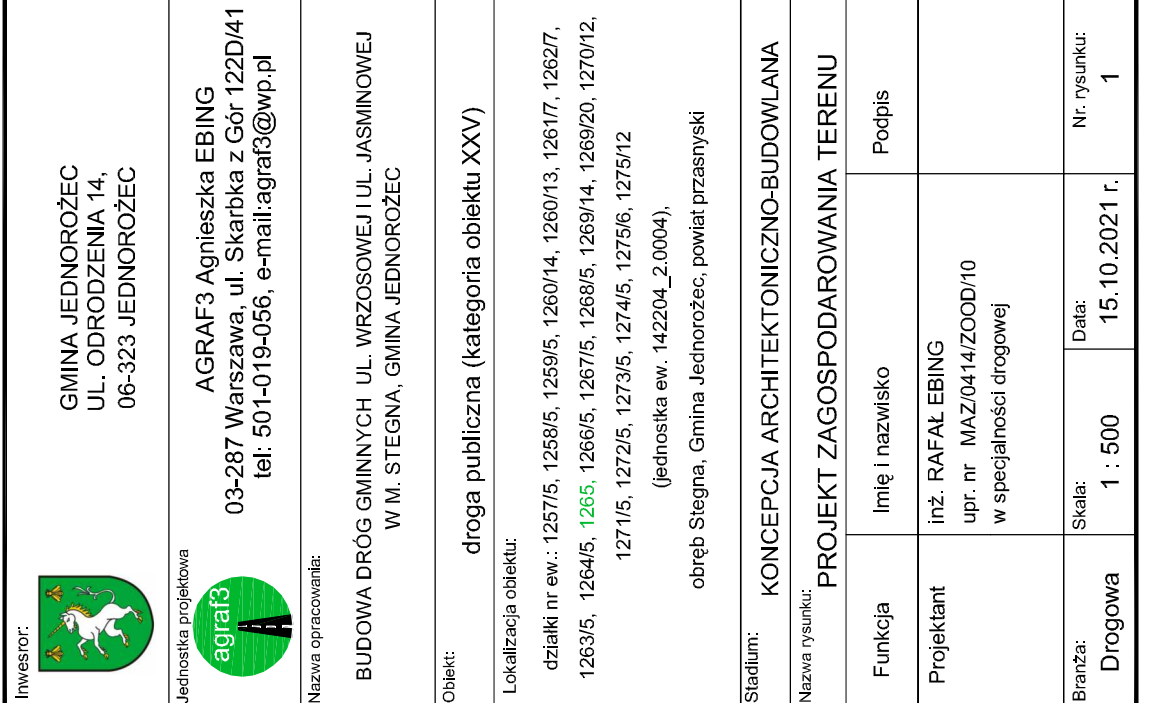 Inwesror:
GMINA JEDNOROŻEC
UL. ODRODZENIA 14,
06-323 JEDNOROŻEC
Jednostka projektowa
agraf3
AGRAF3 Agnieszka EBING
03-287 Warszawa, ul. Skarbka z Gór 122D/41
tel: 501-019-056, e-mail:agraf3@wp.pl
Nazwa opracowania:
BUDOWA DRÓG GMINNYCH UL. WRZOSOWEJ I UL. JASMINOWEJ
W M. STEGNA, GMINA JEDNOROŻEC
Obiekt:
droga publiczna (kategoria obiektu XXV)
Lokalizacja obiektu:
działki nr ew.: 1257/5, 1258/5, 1259/5, 1260/14, 1260/13, 1261/7, 1262/7,
1263/5, 1264/5, 1265, 1266/5, 1267/5, 1268/5, 1269/14, 1269/20, 1270/12,
1271/5, 1272/5, 1273/5, 1274/5, 1275/6, 1275/12
(jednostka ew. 142204_2.0004),
obręb Stegna, Gmina Jednorożec, powiat przasnyski
Stadium:
KONCEPCJA ARCHITEKTONICZNO-BUDOWLANA
Nazwa rysunku:
PROJEKT ZAGOSPODAROWANIA TERENU
Funkcja
Imię i nazwisko
Podpis
Projektant
inż. RAFAŁ EBING
upr. nr MAZ/0414/ZOOD/10
w specjalności drogowej
Branża:
Drogowa
Skala:
1 : 500
Data:
15.10.2021 r.
Nr. rysunku:
1